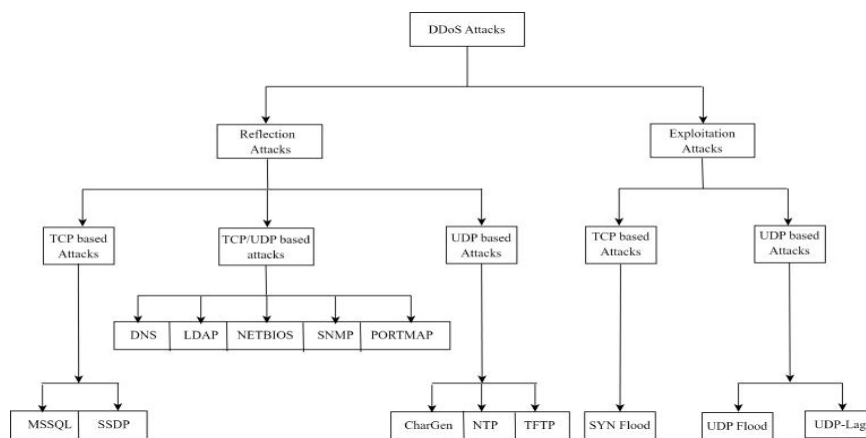 DDoS Attacks
Reflection
Attacks
Exploitation
Attacks
TCP based
Attacks
TCP/UDP based
attacks
UDP based
Attacks
TCP based
Attacks
UDP based
Attacks
DNS LDAP NETBIOS SNMP PORTMAP
MSSQL SSDP
CharGen NTP TFTP
SYN Flood
UDP Flood
UDP-Lag